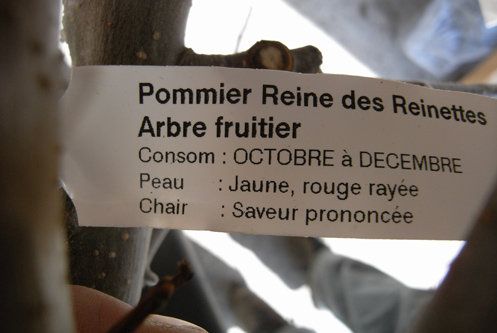 Pommier Reine des Reinettes
Arbre fruitier
Consom : OCTOBRE à DECEMBRE
Peau : Jaune, rouge rayée
Chair : Saveur prononcée